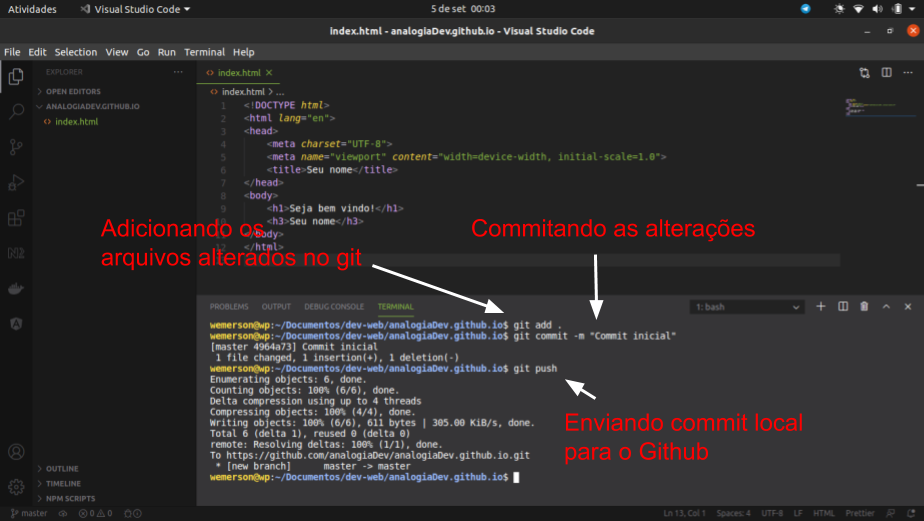 Atividades
Visual Studio Code
5 de set 00:03
index.html - analogiaDev.github.io - Visual Studio Code
File Edit Selection View Go Run Terminal Help
EXPLORER
OPEN EDITORS
ANALOGIADEV.GITHUB.IO
index.html
index.html
index.html > ...
1 <!DOCTYPE html>
2 <html lang="en">
3 <head>
4 <meta charset="UTF-8">
5 <meta name="viewport" content="width=device-width, initial-scale=1.0">
6 <title>Seu nome</title>
7 </head>
8 <body>
9 <h1>Seja bem vindo!</h1>
<h3>Seu nome</h3>
</body>
12 </html>
Adicionando os
arquivos alterados no git
Commitando as alterações
PROBLEMS OUTPUT DEBUG CONSOLE TERMINAL
1: bash
wemerson@wp:~/Documentos/dev-web/analogiaDev.github.io$ git add .
wemerson@wp:~/Documentos/dev-web/analogiaDev.github.io$ git commit -m "Commit inicial"
[master 4964a73] Commit inicial
1 file changed, 1 insertion(+), 1 deletion(-)
wemerson@wp:~/Documentos/dev-web/analogiaDev.github.io$ git push
Enumerating objects: 6, done.
Counting objects: 100% (6/6), done.
Delta compression using up to 4 threads
Compressing objects: 100% (4/4), done.
Writing objects: 100% (6/6), 611 bytes | 305.00 KiB/s, done.
Total 6 (delta 1), reused 0 (delta 0)
remote: Resolving deltas: 100% (1/1), done.
To https://github.com/analogiaDev/analogiaDev.github.io.git
* [new branch] master -> master
wemerson@wp:~/Documentos/dev-web/analogiaDev.github.io$
Enviando commit local
para o Github
OUTLINE
TIMELINE
NPM SCRIPTS
master
0 0
Ln 13, Col 1 Spaces: 4 UTF-8 LF HTML Prettier